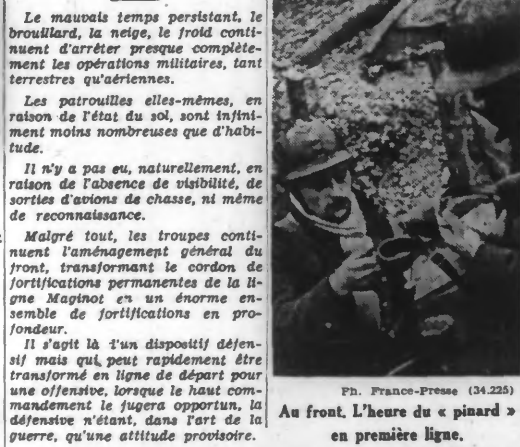 Le mauvais temps persistant, le
brouillard, la neige, le froid conti-
nuent d'arrêter presque complète-
ment les opérations militaires, tant
terrestres qu'aériennes.
Les patrouilles elles-mêmes, en
raison de l'état du sol, sont infini-
ment moins nombreuses que d'habi-
tude.
Il n'y a pas eu, naturellement, en
raison de l'absence de visibilité, de
sorties d'avions de chasse, ni même
de reconnaissance.
Malgré tout, les troupes conti-
nuent l'aménagement général du
front, transformant le cordon de
fortifications permanentes de la li-
gne Maginot en un énorme en-
semble de fortifications en pro-
fondeur.
Il s'agit là d'un dispositif défen-
sif mais qui peut rapidement être
transformé en ligne de départ pour
une offensive, lorsque le haut com-
mandement le jugera opportun, la
défensive n'étant, dans l'art de la
guerre, qu'une attitude provisoire.
Ph. France-Presse (34.225)
Au front. L'heure du « pinard »
en première ligne.